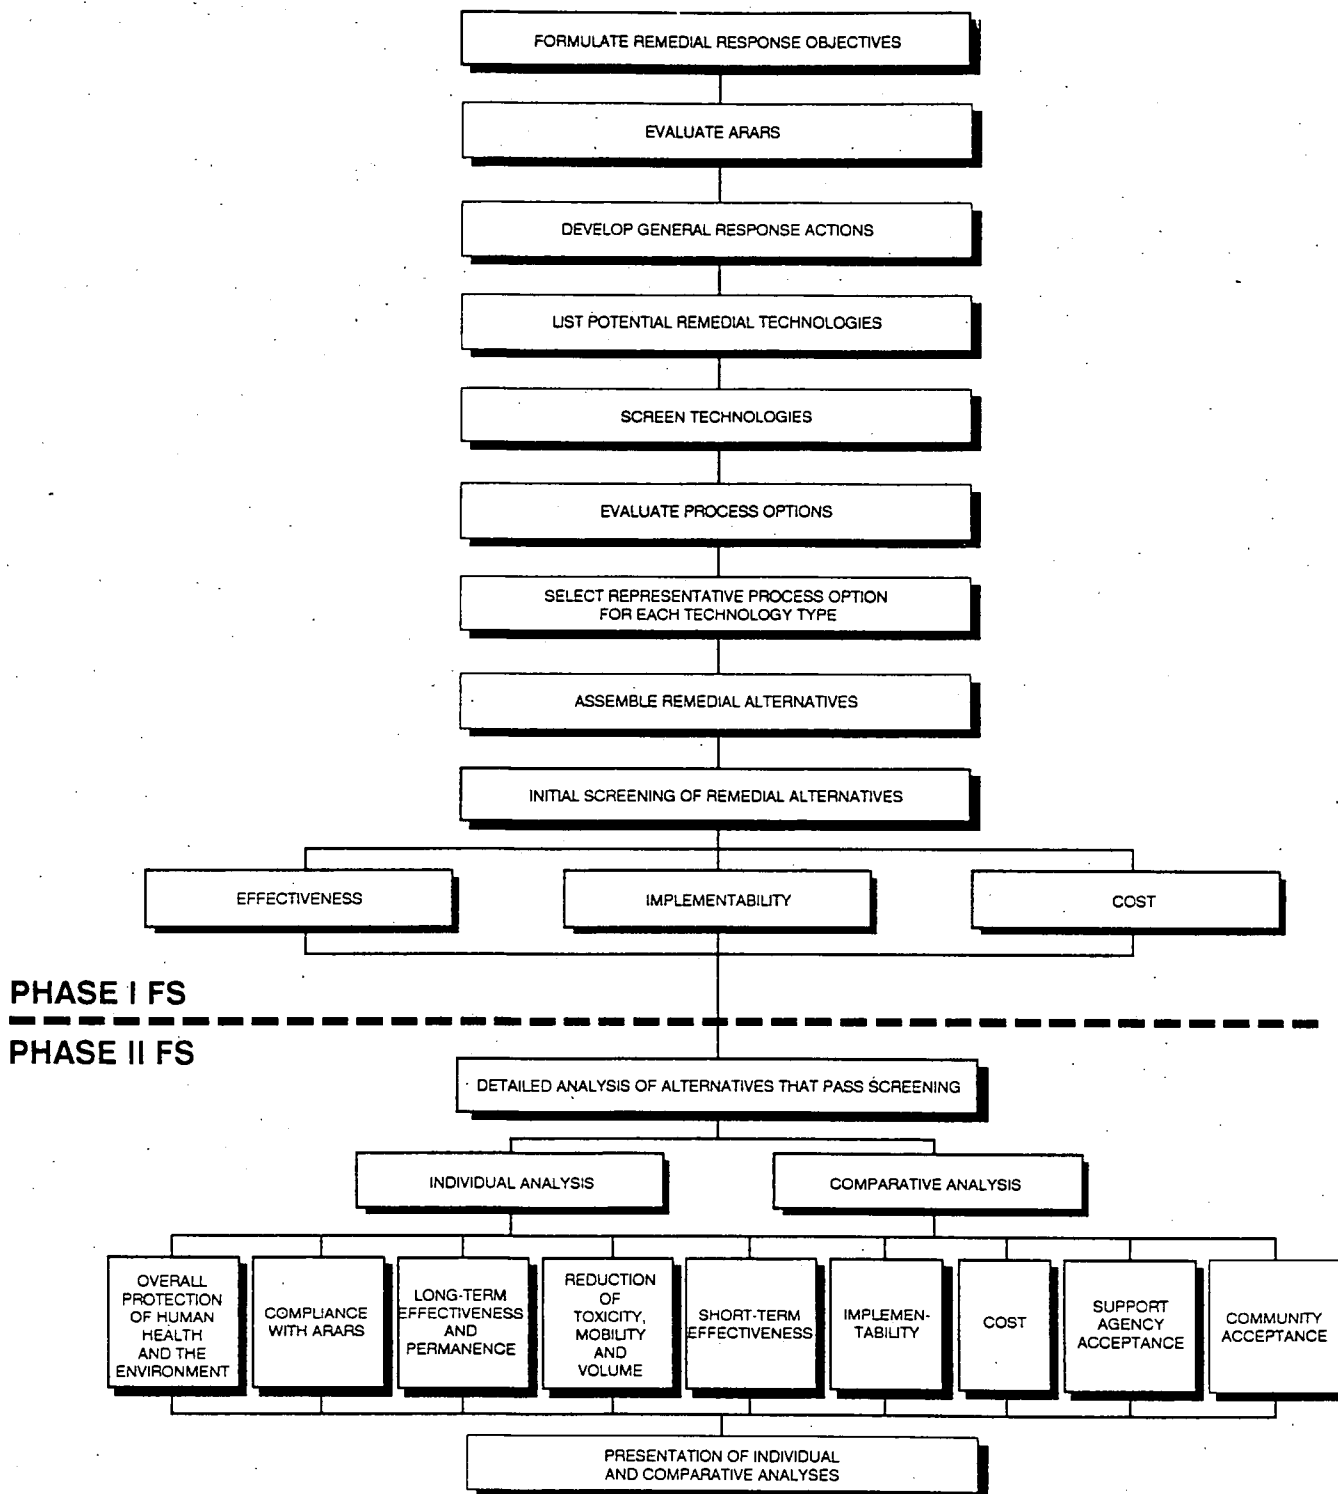 FORMULATE REMEDIAL RESPONSE OBJECTIVES
EVALUATE ARARS
DEVELOP GENERAL RESPONSE ACTIONS
LIST POTENTIAL REMEDIAL TECHNOLOGIES
SCREEN TECHNOLOGIES
EVALUATE PROCESS OPTIONS
SELECT REPRESENTATIVE PROCESS OPTION
FOR EACH TECHNOLOGY TYPE
ASSEMBLE REMEDIAL ALTERNATIVES
INITIAL SCREENING OF REMEDIAL ALTERNATIVES
EFFECTIVENESS
IMPLEMENTABILITY
COST
PHASE I FS
PHASE II FS
DETAILED ANALYSIS OF ALTERNATIVES THAT PASS SCREENING
INDIVIDUAL ANALYSIS
COMPARATIVE ANALYSIS
OVERALL
PROTECTION
OF HUMAN
HEALTH
AND THE
ENVIRONMENT
COMPLIANCE
WITH ARARS
LONG-TERM
EFFECTIVENESS
AND
PERMANENCE
REDUCTION
OF
TOXICITY,
MOBILITY
AND
VOLUME
SHORT-TERM
EFFECTIVENESS
IMPLEMEN-
TABILITY
COST
SUPPORT
AGENCY
ACCEPTANCE
COMMUNITY
ACCEPTANCE
PRESENTATION OF INDIVIDUAL
AND COMPARATIVE ANALYSES